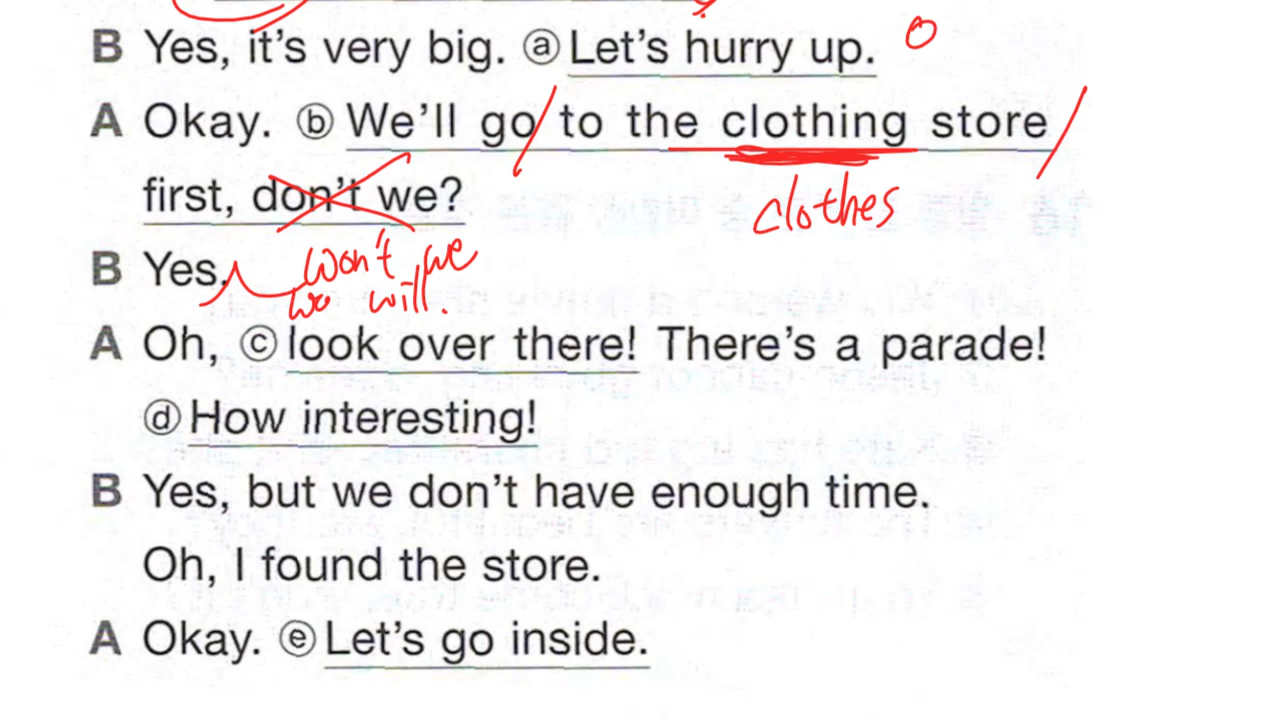 B Yes, it's very big. ⓐ Let's hurry up. O
A Okay. ⓑ We'll go / to the clothing store /
clothes
first, don't we?
won't we
B Yes.
we will.
A Oh, ⓒ look over there! There's a parade!
ⓓ How interesting!
B Yes, but we don't have enough time.
Oh, I found the store.
A Okay. ⓔ Let's go inside.